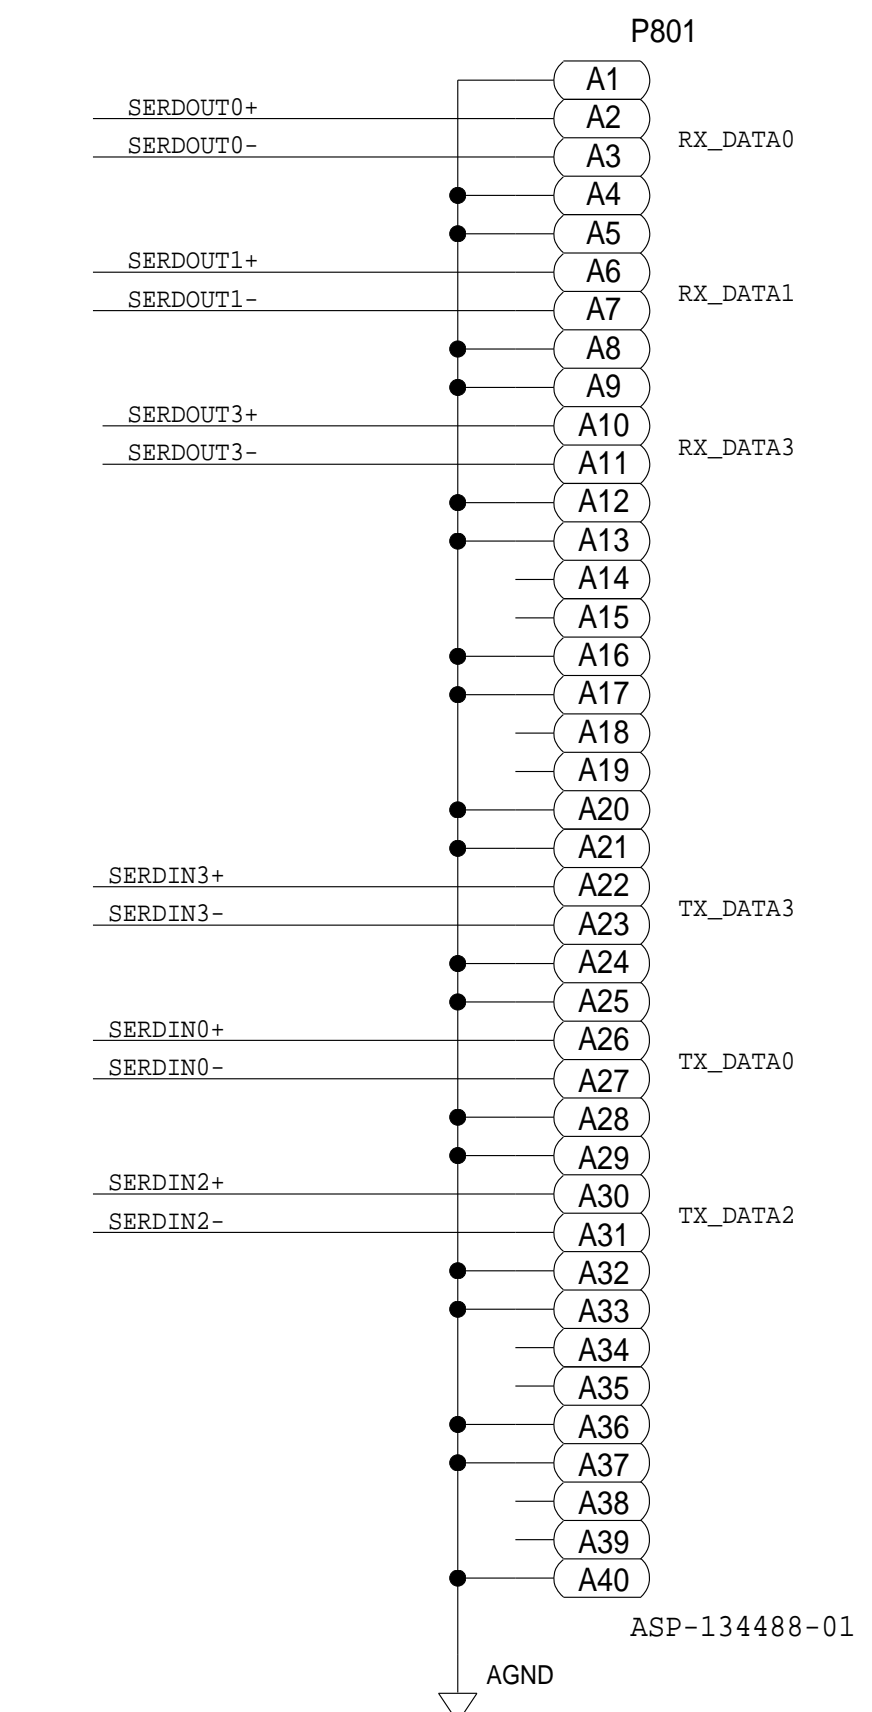 P801
A1
SERDOUT0+
A2
RX_DATA0
SERDOUT0-
A3
A4
A5
SERDOUT1+
A6
RX_DATA1
SERDOUT1-
A7
A8
A9
SERDOUT3+
A10
RX_DATA3
SERDOUT3-
A11
A12
A13
A14
A15
A16
A17
A18
A19
A20
A21
SERDIN3+
A22
TX_DATA3
SERDIN3-
A23
A24
A25
SERDIN0+
A26
TX_DATA0
SERDIN0-
A27
A28
A29
SERDIN2+
A30
TX_DATA2
SERDIN2-
A31
A32
A33
A34
A35
A36
A37
A38
A39
A40
ASP-134488-01
AGND